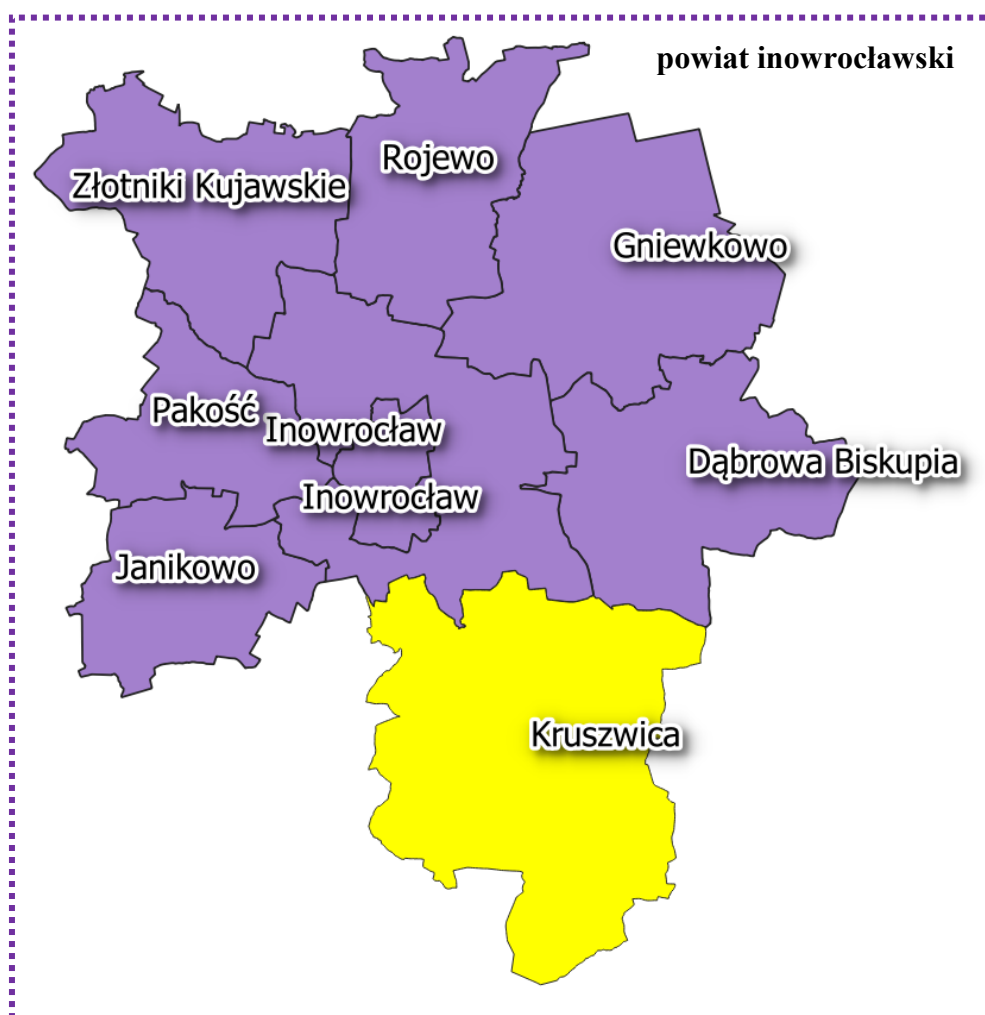 powiat inowrocławski
Rojewo
Złotniki Kujawskie
Gniewkowo
Pakość
Inowrocław
Dąbrowa Biskupia
Inowrocław
Janikowo
Kruszwica